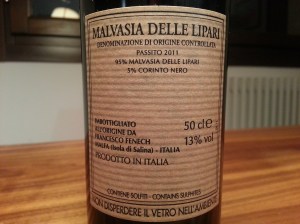 MALVASIA DELLE LIPARI
DENOMINAZIONE DI ORIGINE CONTROLLATA
PASSITO 2011
95% MALVASIA DELLE LIPARI
5% CORINTO NERO
IMBOTTIGLIATO
ALL'ORIGINE DA
FRANCESCO FENECH
MALFA (Isola di Salina) - ITALIA
50 cl e
13% vol
PRODOTTO IN ITALIA
CONTIENE SOLFITI - CONTAINS SULPHITES
NON DISPERDERE IL VETRO NELL'AMBIENTE